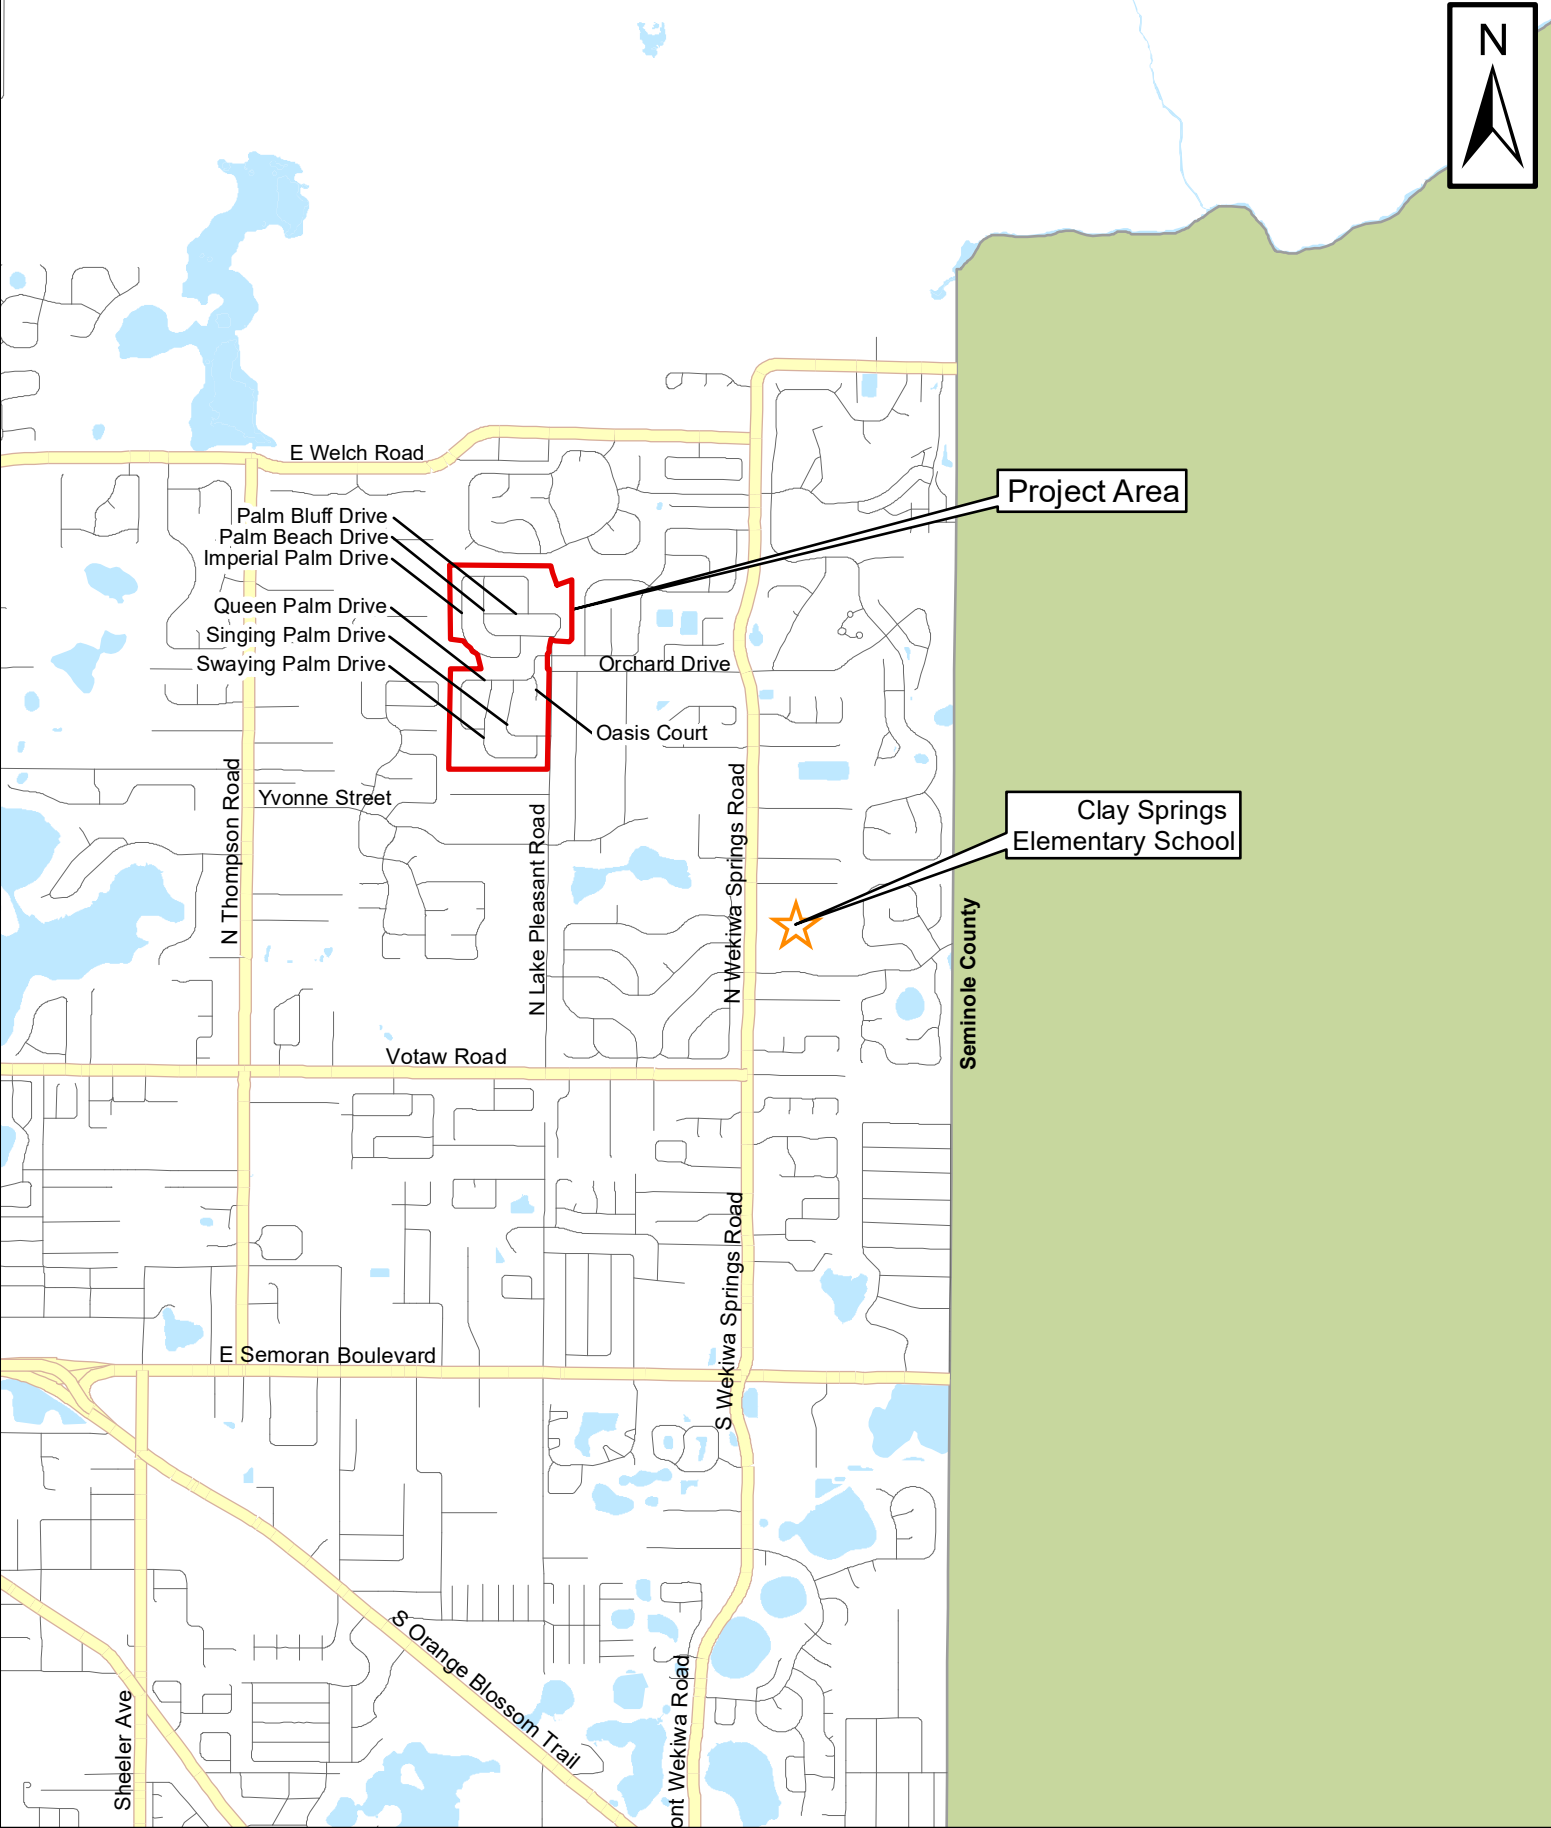 N
E Welch Road
Project Area
Palm Bluff Drive
Palm Beach Drive
Imperial Palm Drive
Queen Palm Drive
Singing Palm Drive
Swaying Palm Drive
Orchard Drive
Oasis Court
N Thompson Road
Yvonne Street
N Lake Pleasant Road
N Wekiwa Springs Road
Clay Springs
Elementary School
Seminole County
Votaw Road
S Wekiwa Springs Road
E Semoran Boulevard
S Orange Blossom Trail
Sheeler Ave
ont Wekiwa Road